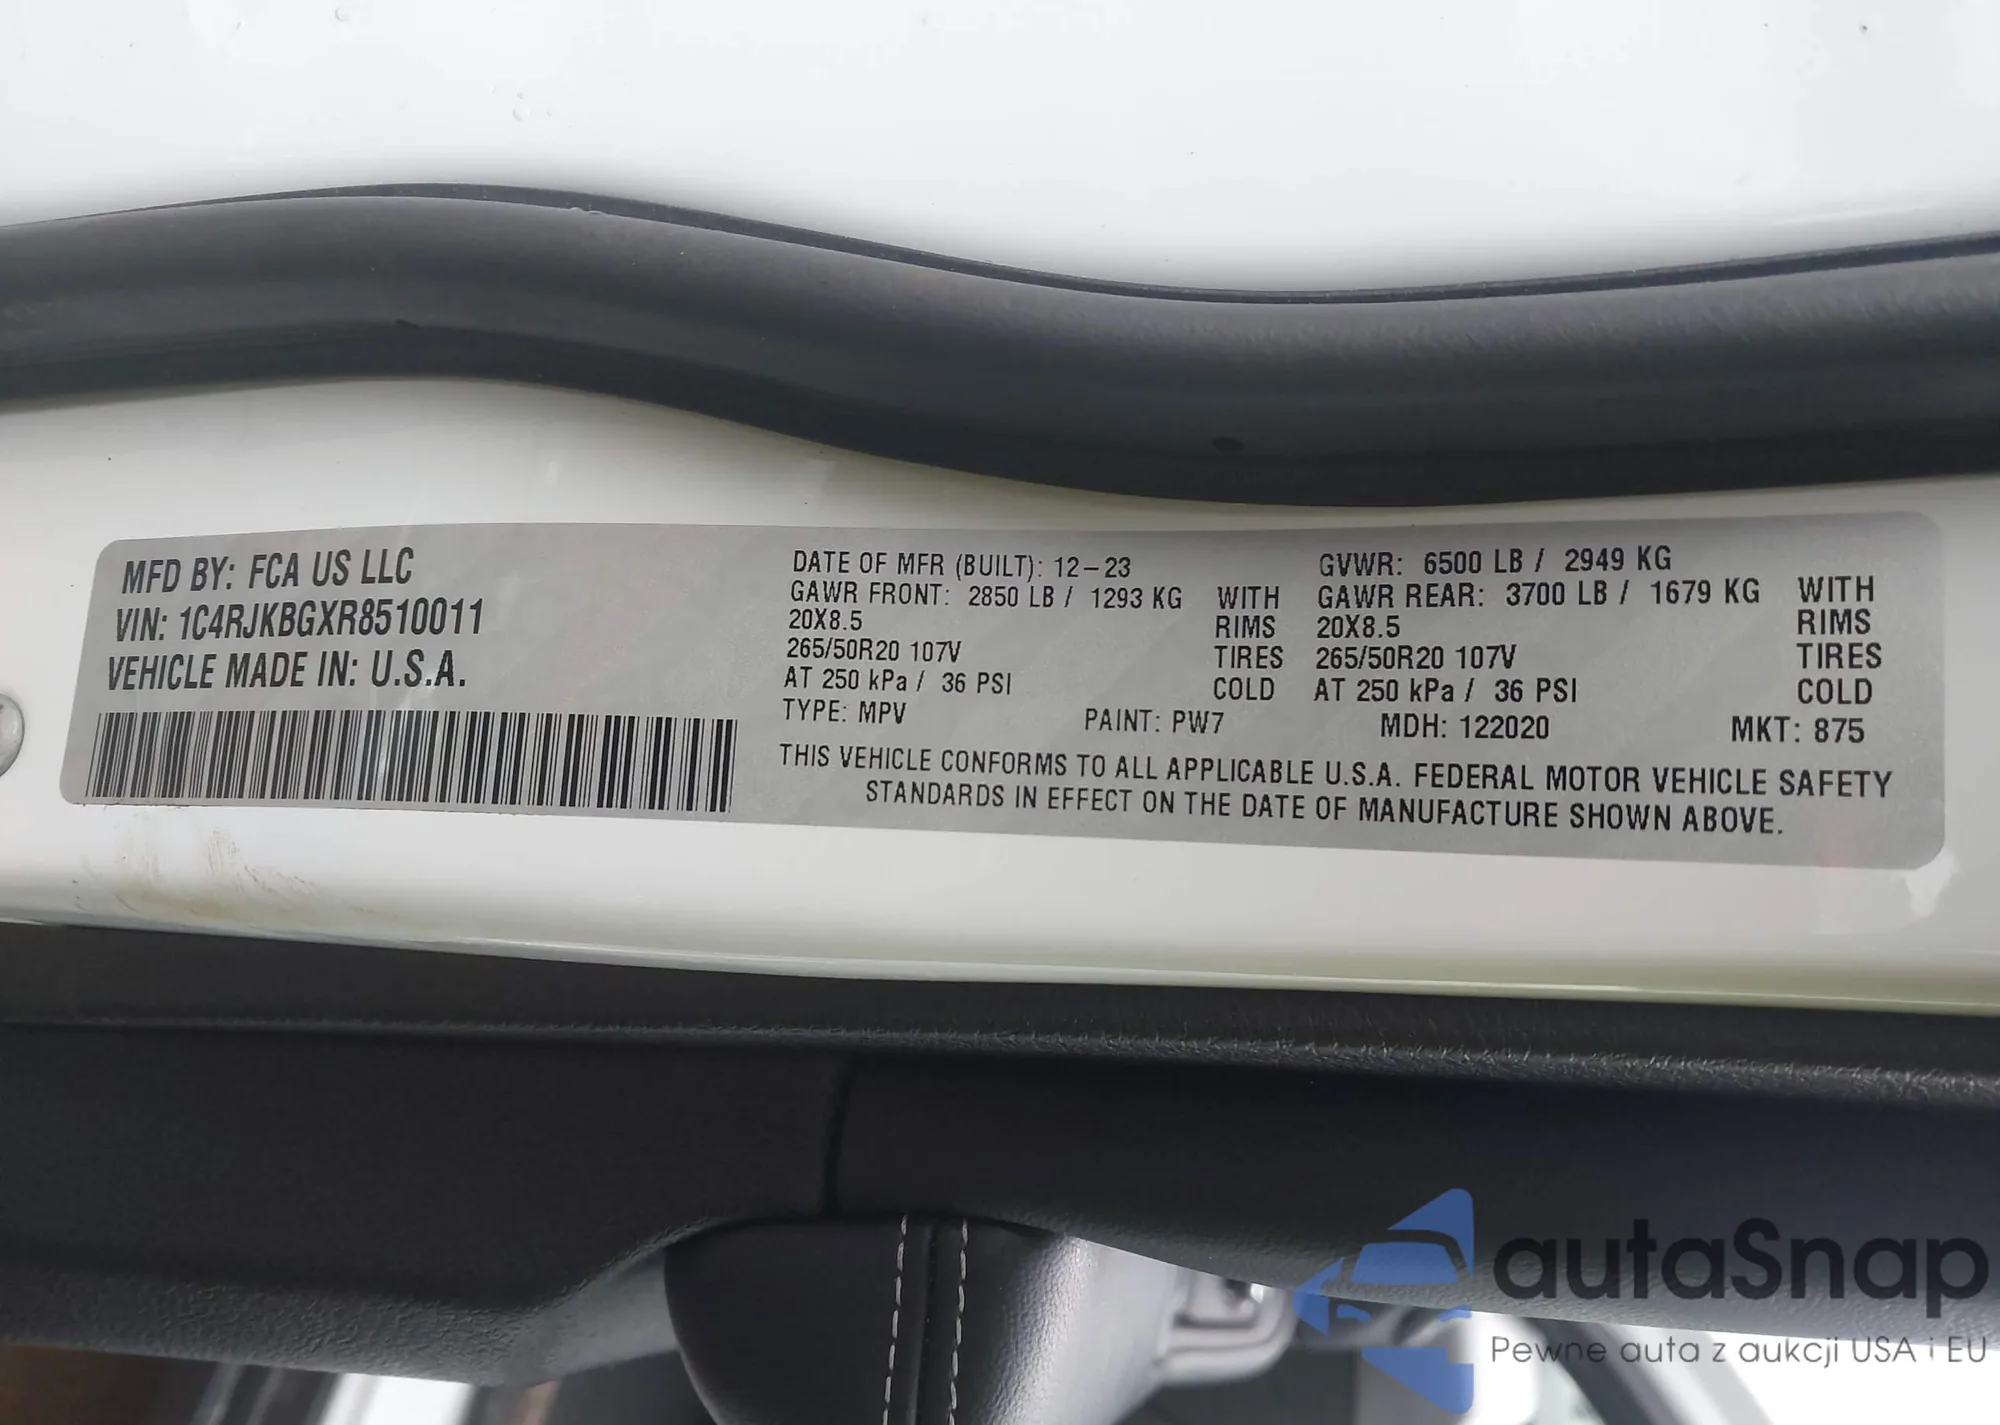 MFD BY: FCA US LLC
VIN: 1C4RJKBGXR8510011
VEHICLE MADE IN: U.S.A.
DATE OF MFR (BUILT): 12-23
GAWR FRONT: 2850 LB / 1293 KG WITH
20X8.5 RIMS
265/50R20 107V TIRES
AT 250 kPa / 36 PSI COLD
GVWR: 6500 LB / 2949 KG
GAWR REAR: 3700 LB / 1679 KG WITH
20X8.5 RIMS
265/50R20 107V TIRES
AT 250 kPa / 36 PSI COLD
TYPE: MPV PAINT: PW7 MDH: 122020 MKT: 875
THIS VEHICLE CONFORMS TO ALL APPLICABLE U.S.A. FEDERAL MOTOR VEHICLE SAFETY
STANDARDS IN EFFECT ON THE DATE OF MANUFACTURE SHOWN ABOVE.
autaSnap
Pewne auta z aukcji USA i EU